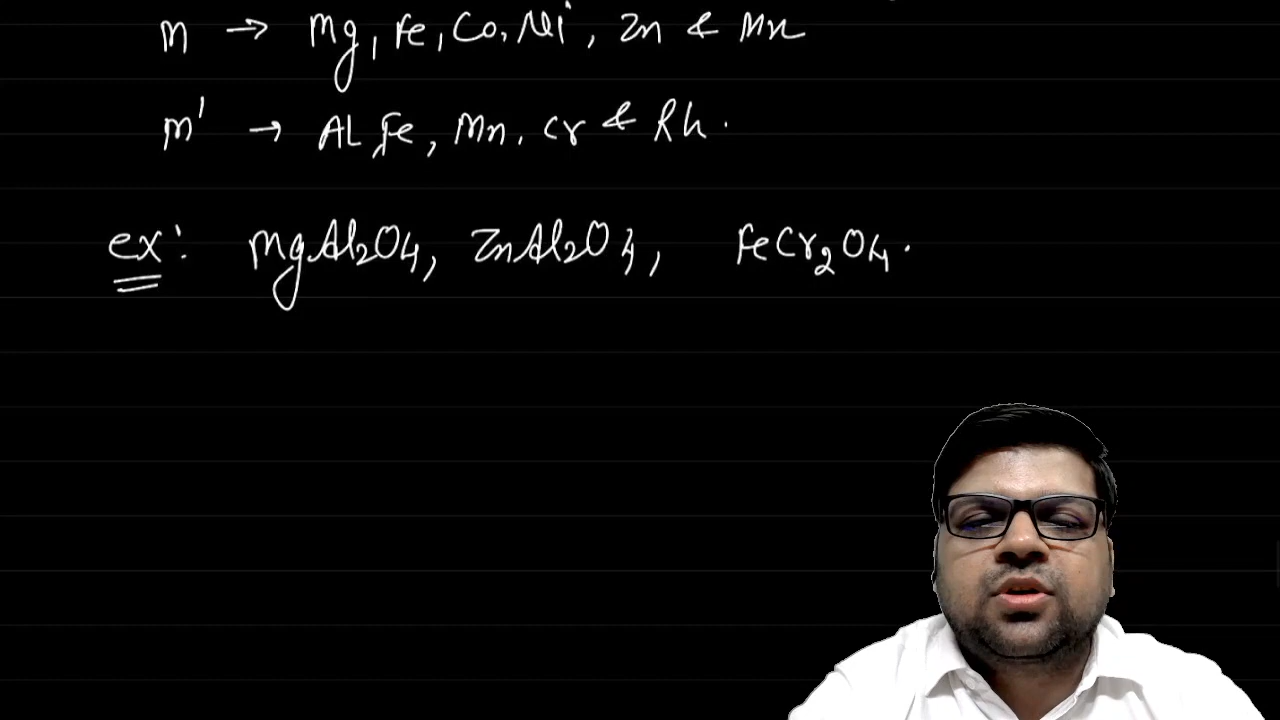 m → Mg, Fe, Co, Ni, Zn & Mn
m' → Al, Fe, Mn, Cr & Rh.
ex: MgAl₂O₄, ZnAl₂O₄, FeCr₂O₄.